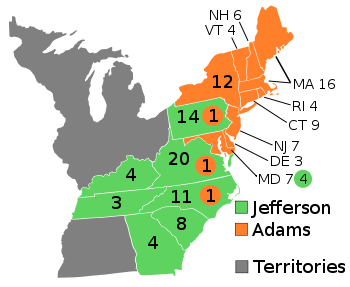 NH 6
VT 4
12
MA 16
RI 4
CT 9
14 1
NJ 7
DE 3
MD 7 4
20 1
4
3
11 1
8
4
Jefferson
Adams
Territories